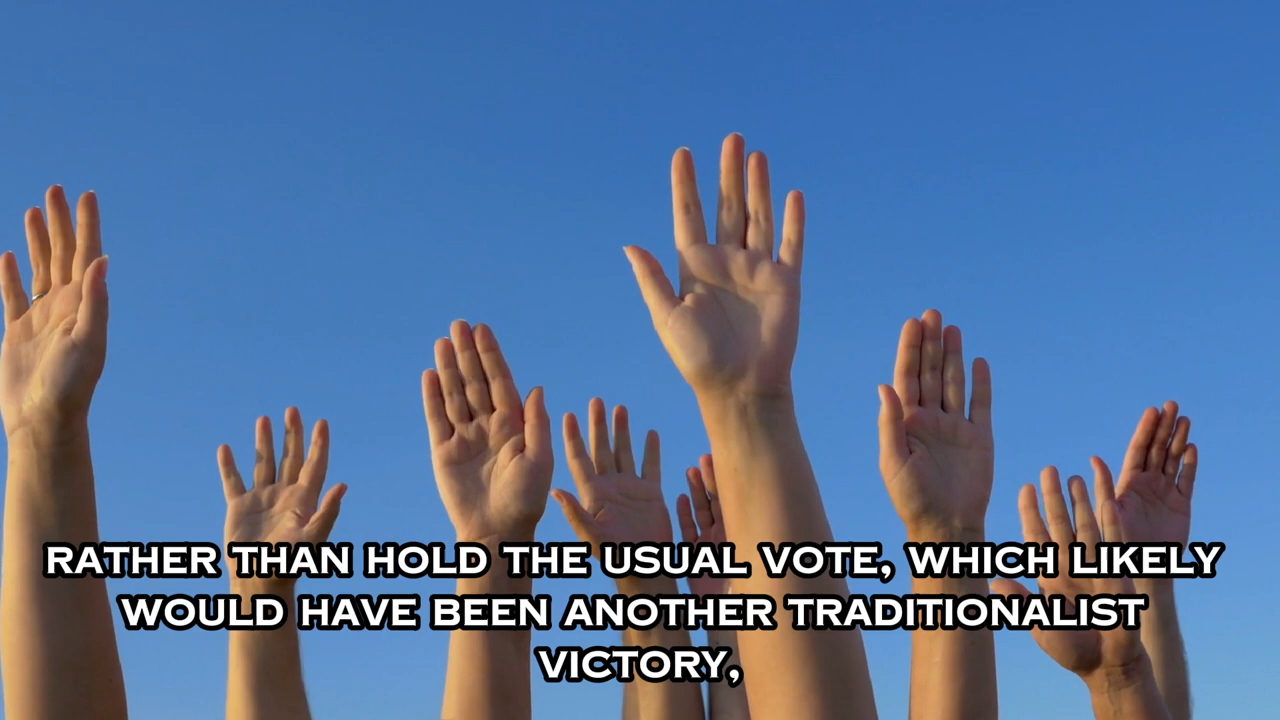 RATHER THAN HOLD THE USUAL VOTE, WHICH LIKELY
WOULD HAVE BEEN ANOTHER TRADITIONALIST
VICTORY,